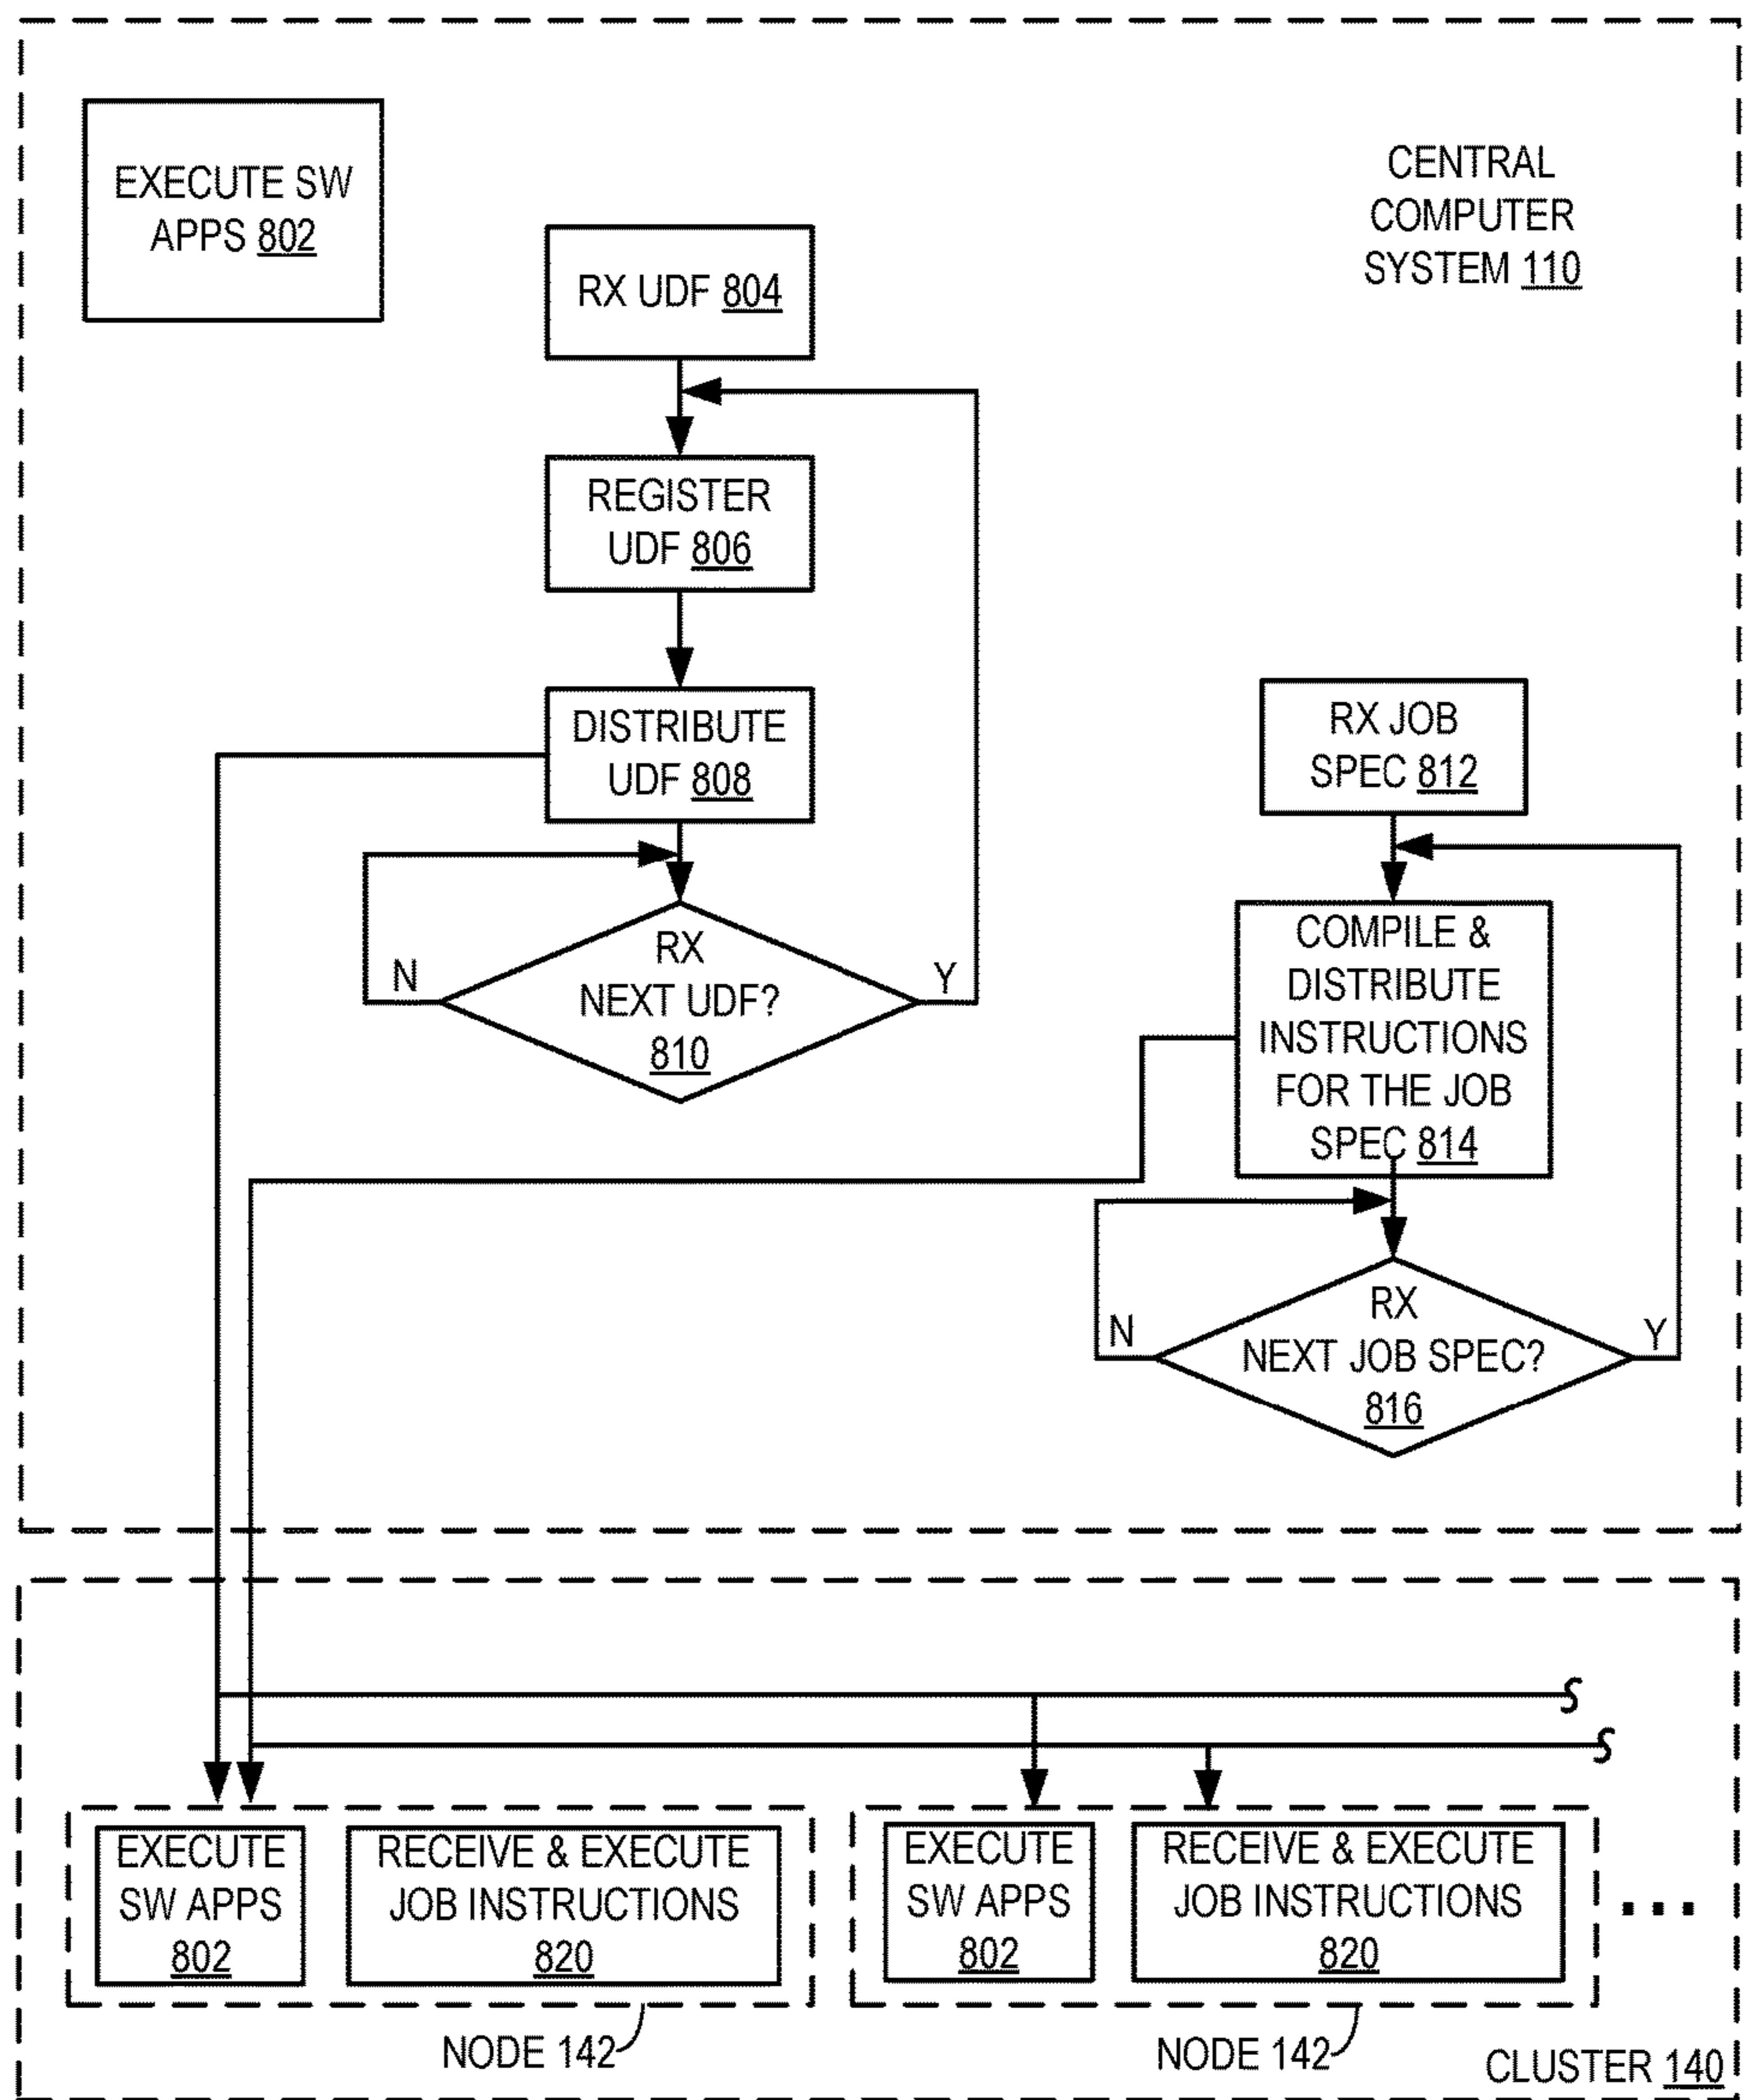 EXECUTE SW
APPS 802
CENTRAL
COMPUTER
SYSTEM 110
RX UDF 804
REGISTER
UDF 806
DISTRIBUTE
UDF 808
RX
NEXT UDF?
810
N
Y
RX JOB
SPEC 812
COMPILE &
DISTRIBUTE
INSTRUCTIONS
FOR THE JOB
SPEC 814
RX
NEXT JOB SPEC?
816
N
Y
EXECUTE
SW APPS
802
RECEIVE & EXECUTE
JOB INSTRUCTIONS
820
NODE 142
EXECUTE
SW APPS
802
RECEIVE & EXECUTE
JOB INSTRUCTIONS
820
...
NODE 142
CLUSTER 140